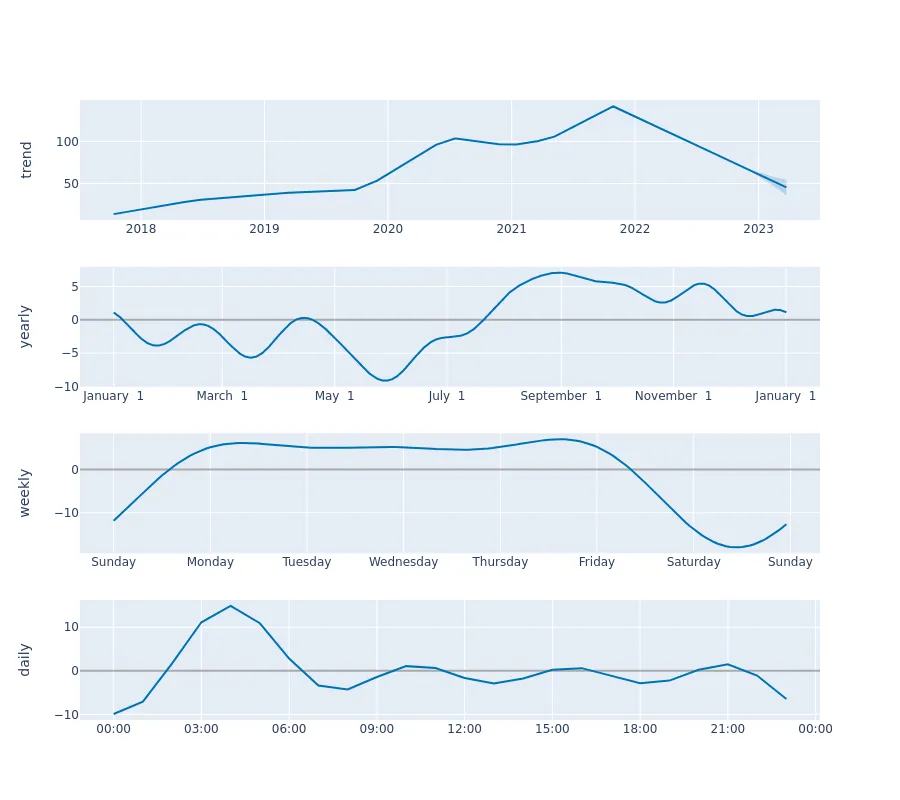 trend
100
50
2018 2019 2020 2021 2022 2023
yearly
5
0
−5
−10
January 1 March 1 May 1 July 1 September 1 November 1 January 1
weekly
0
−10
Sunday Monday Tuesday Wednesday Thursday Friday Saturday Sunday
daily
10
0
−10
00:00 03:00 06:00 09:00 12:00 15:00 18:00 21:00 00:00